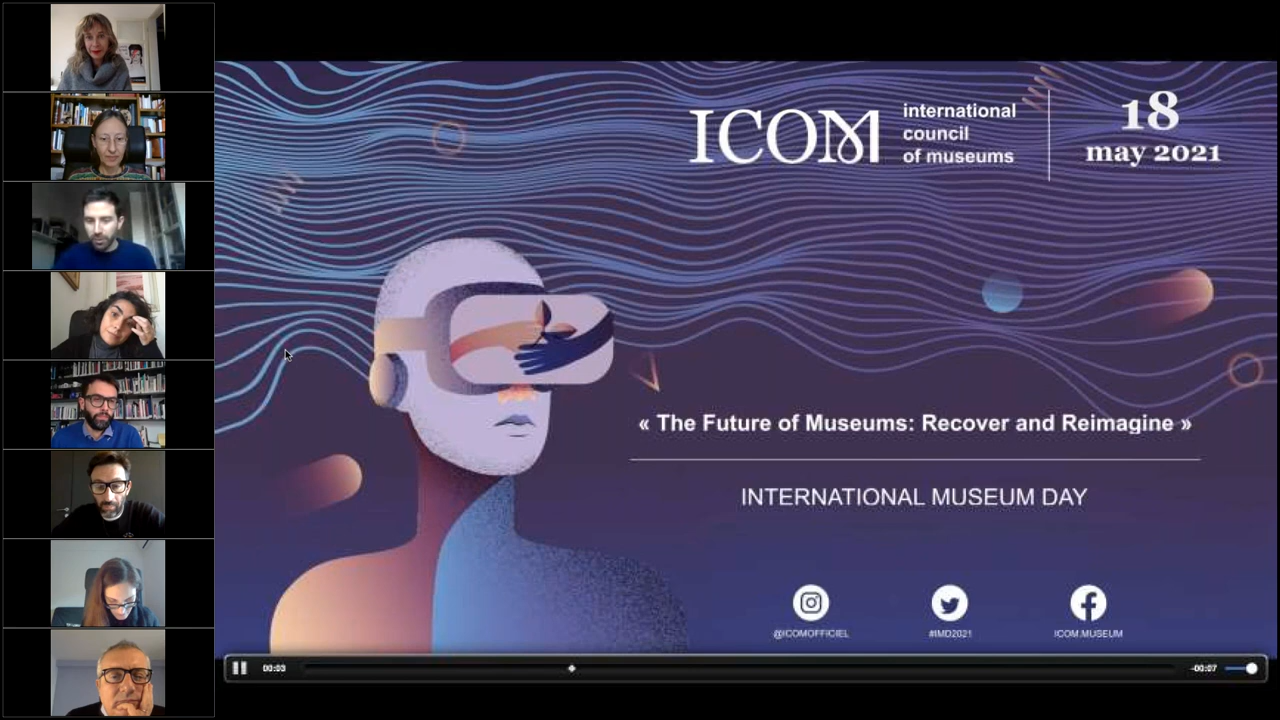 ICOM
international
council
of museums
18
may 2021
« The Future of Museums: Recover and Reimagine »
INTERNATIONAL MUSEUM DAY
@ICOMOFFICIEL
#IMD2021
ICOM.MUSEUM
00:03
-00:07